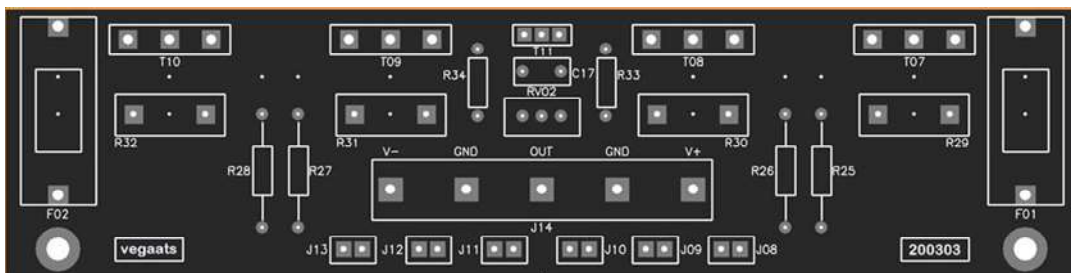 T10
T09
T11
T08
T07
R34
C17
R33
RV02
R32
R31
R30
R29
V-
GND
OUT
GND
V+
R28
R27
R26
R25
F02
J14
F01
vegaats
J13
J12
J11
J10
J09
J08
200303